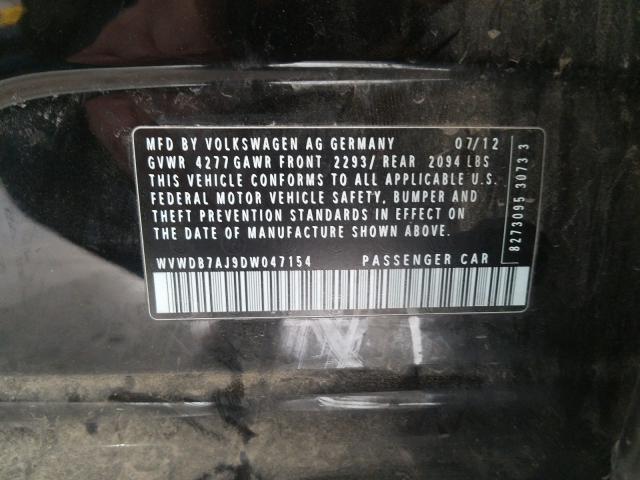 MFD BY VOLKSWAGEN AG GERMANY 07/12
GVWR 4277 GAWR FRONT 2293/ REAR 2094 LBS
THIS VEHICLE CONFORMS TO ALL APPLICABLE U.S.
FEDERAL MOTOR VEHICLE SAFETY, BUMPER AND
THEFT PREVENTION STANDARDS IN EFFECT ON
THE DATE OF MANUFACTURE SHOWN ABOVE.
WVWDB7AJ9DW047154 PASSENGER CAR
8273095 3073 3